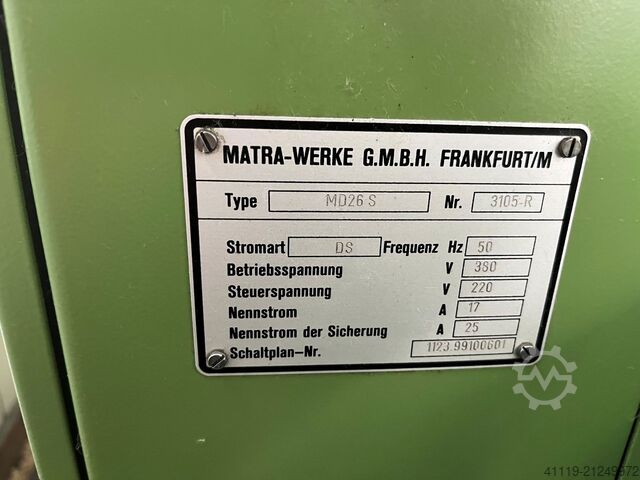 MATRA-WERKE G.M.B.H. FRANKFURT/M
Type MD26 S Nr. 3105-R
Stromart DS Frequenz Hz 50
Betriebsspannung V 380
Steuerspannung V 220
Nennstrom A 17
Nennstrom der Sicherung A 25
Schaltplan-Nr. 1123.99100601
41119-21249972